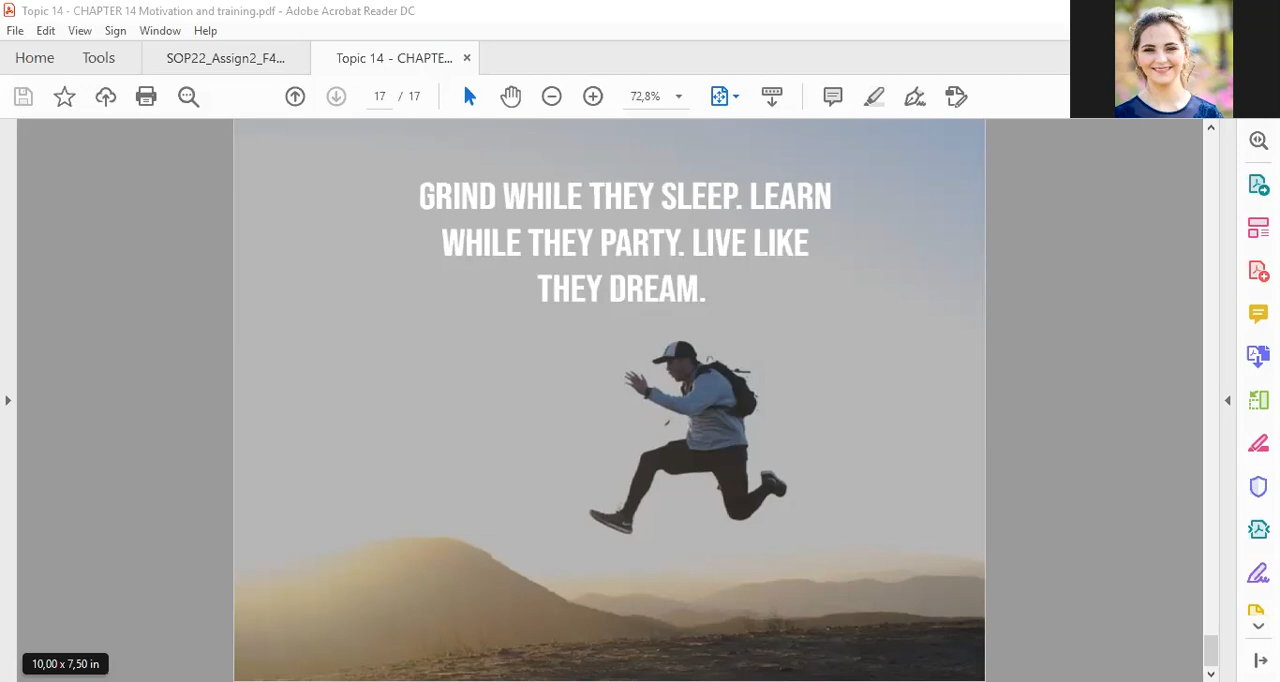 Topic 14 - CHAPTER 14 Motivation and training.pdf - Adobe Acrobat Reader DC
File Edit View Sign Window Help
Home Tools SOP22_Assign2_F4... Topic 14 - CHAPTE... ×
17 / 17 72,8%
GRIND WHILE THEY SLEEP. LEARN
WHILE THEY PARTY. LIVE LIKE
THEY DREAM.
10,00 x 7,50 in